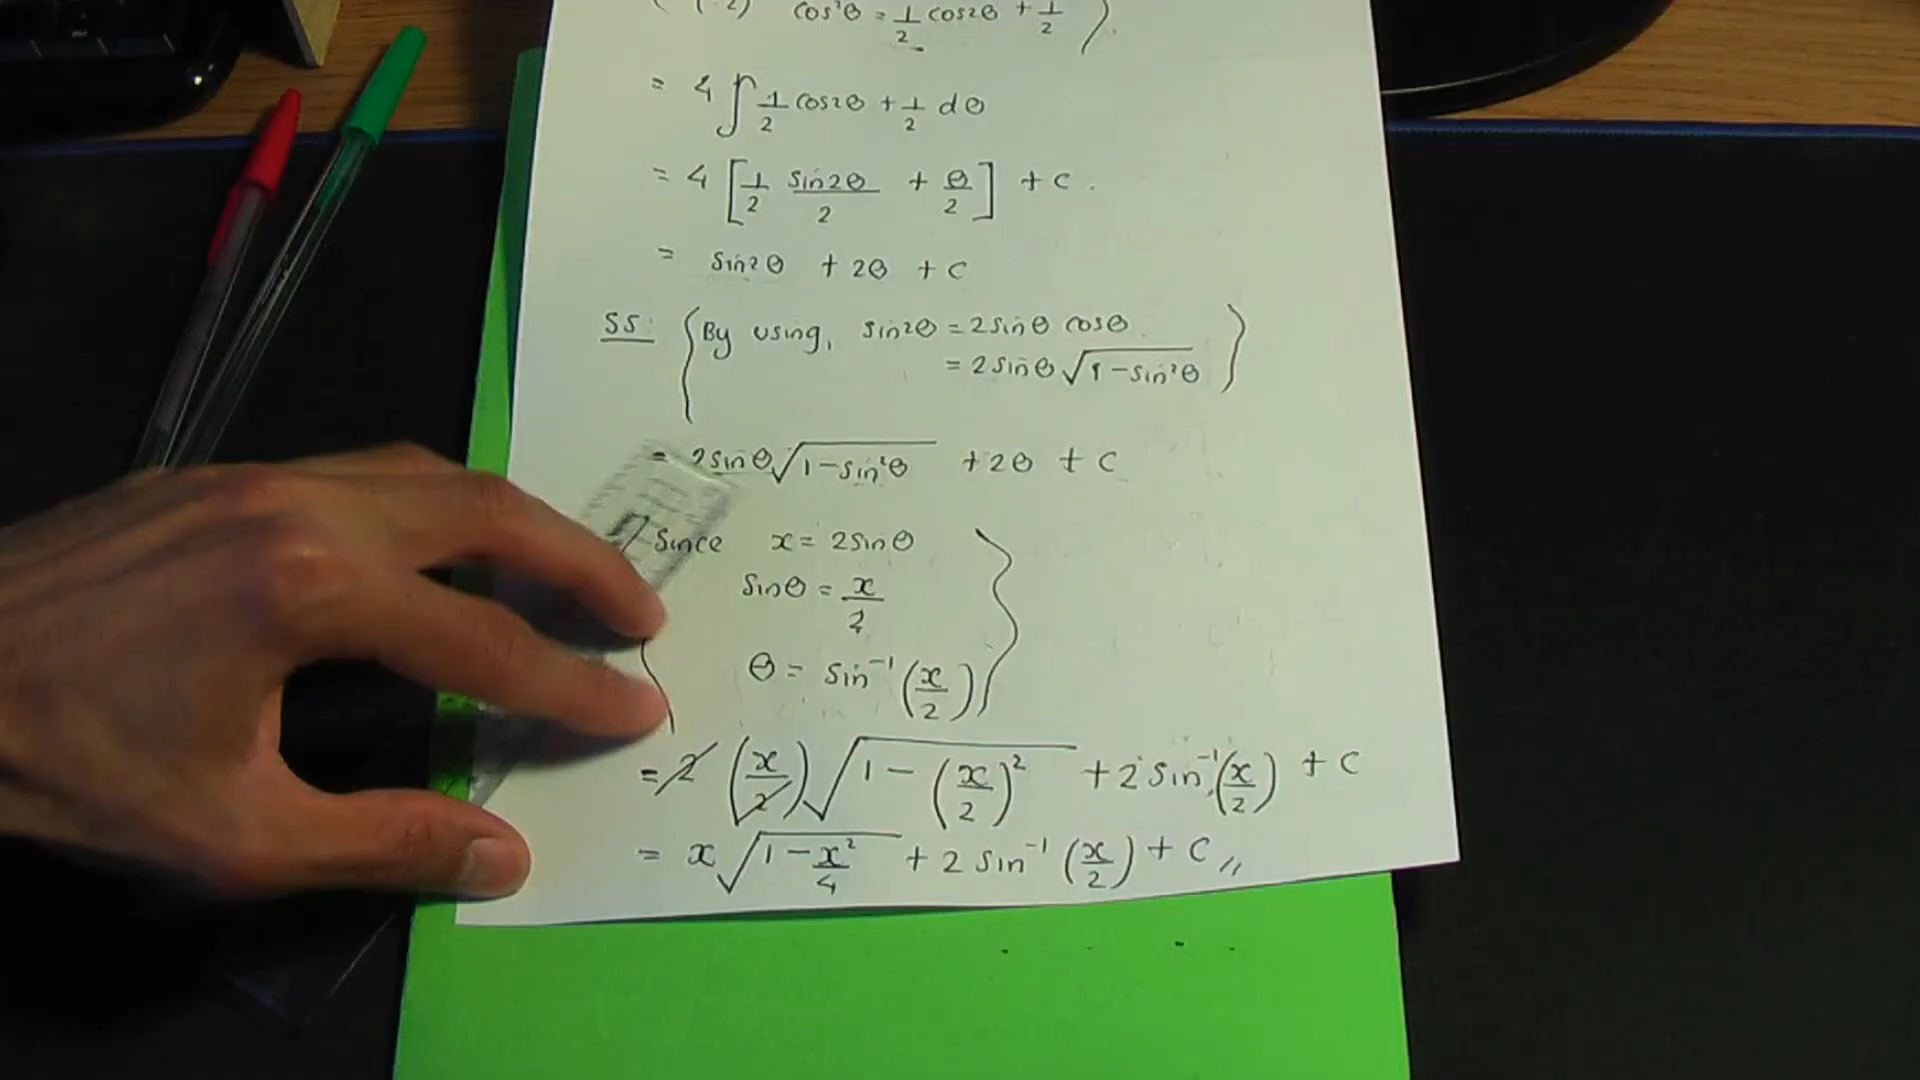 cos²θ = 1/2 cos2θ + 1/2 ).
= 4 ∫ 1/2 cos2θ + 1/2 dθ
= 4 [ 1/2 sin2θ/2 + θ/2 ] + C .
= sin2θ + 2θ + C
SS: { By using, sin2θ = 2sinθ cosθ.
= 2sinθ √(1-sin²θ) }
= 2sinθ √(1-sin²θ) + 2θ + C
{ Since x = 2sinθ
sinθ = x/2
θ = sin⁻¹(x/2) }
= 2 (x/2) √(1-(x/2)²) + 2 sin⁻¹(x/2) + C
= x √(1-x²/4) + 2 sin⁻¹(x/2) + C //